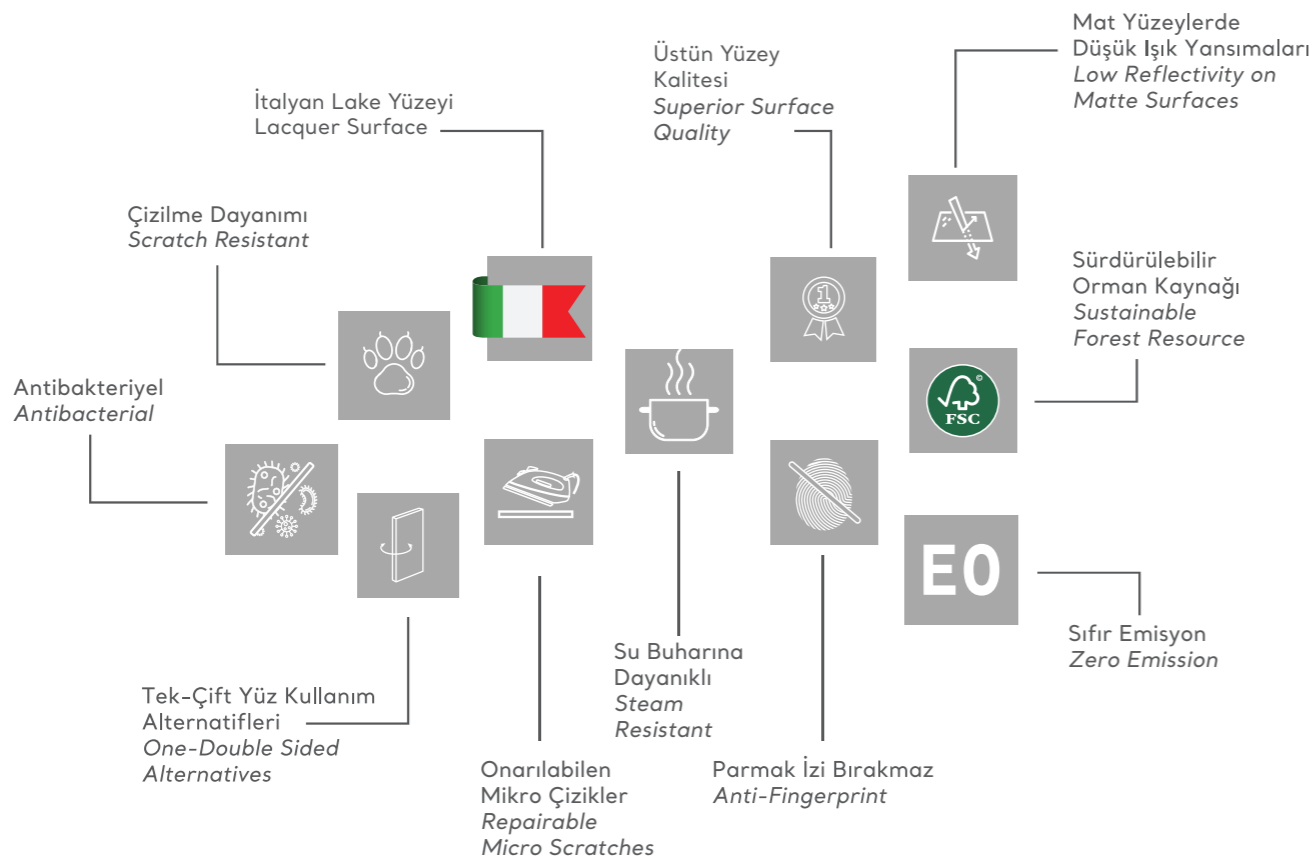 Mat Yüzeylerde
Düşük Işık Yansımaları
Low Reflectivity on
Matte Surfaces
Üstün Yüzey
Kalitesi
Superior Surface
Quality
İtalyan Lake Yüzeyi
Lacquer Surface
Çizilme Dayanımı
Scratch Resistant
1
Sürdürülebilir
Orman Kaynağı
Sustainable
Forest Resource
Antibakteriyel
Antibacterial
©
FSC
E0
Sıfır Emisyon
Zero Emission
Su Buharına
Dayanıklı
Steam
Resistant
Tek-Çift Yüz Kullanım
Alternatifleri
One-Double Sided
Alternatives
Onarılabilen
Mikro Çizikler
Repairable
Micro Scratches
Parmak İzi Bırakmaz
Anti-Fingerprint